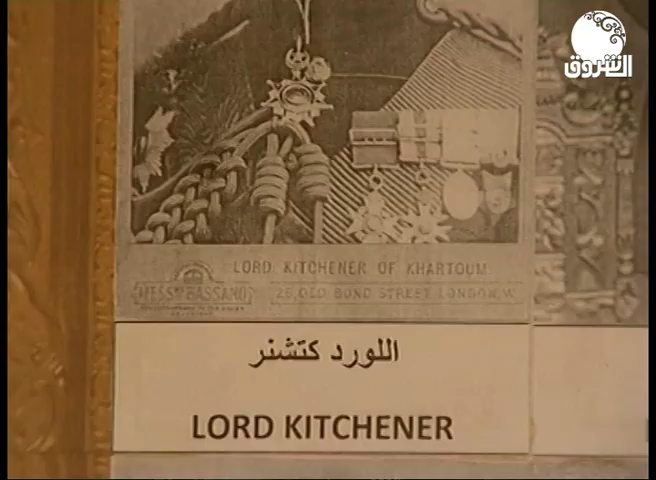 الشروق
LORD KITCHENER OF KHARTOUM.
MESSRS BASSANO
25, OLD BOND STREET, LONDON, W.
اللورد كتشنر
LORD KITCHENER